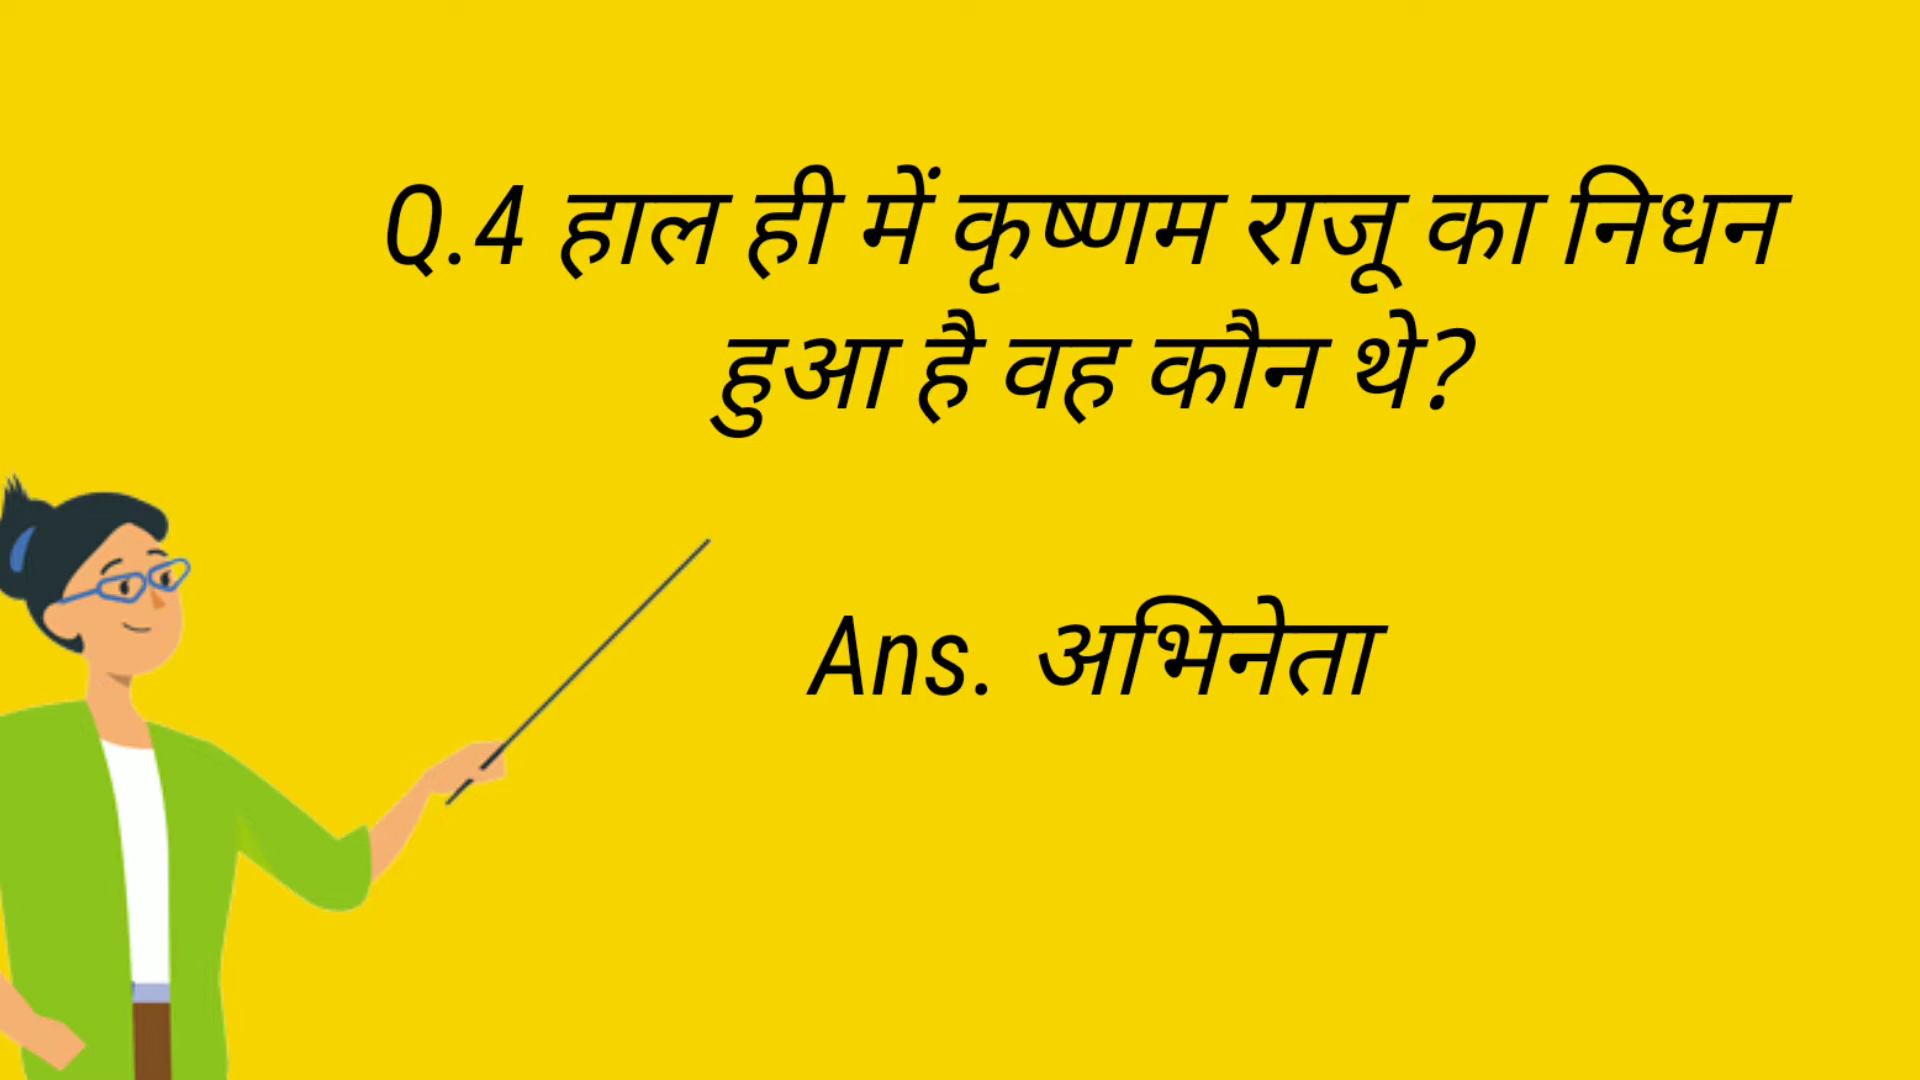 Q.4 हाल ही में कृष्णम राजू का निधन
हुआ है वह कौन थे?
Ans. अभिनेता